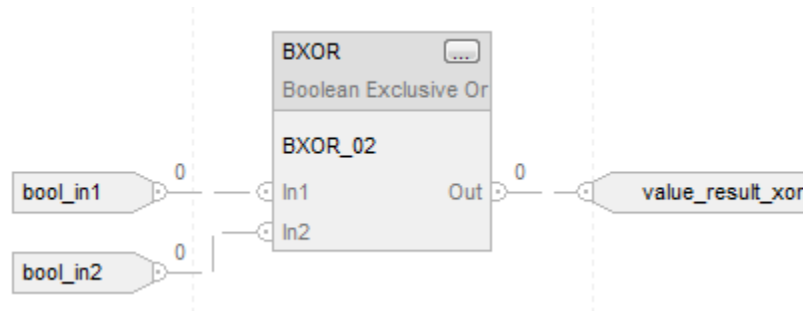 BXOR
...
Boolean Exclusive Or
BXOR_02
0
0
bool_in1
In1
Out
value_result_xor
In2
0
bool_in2